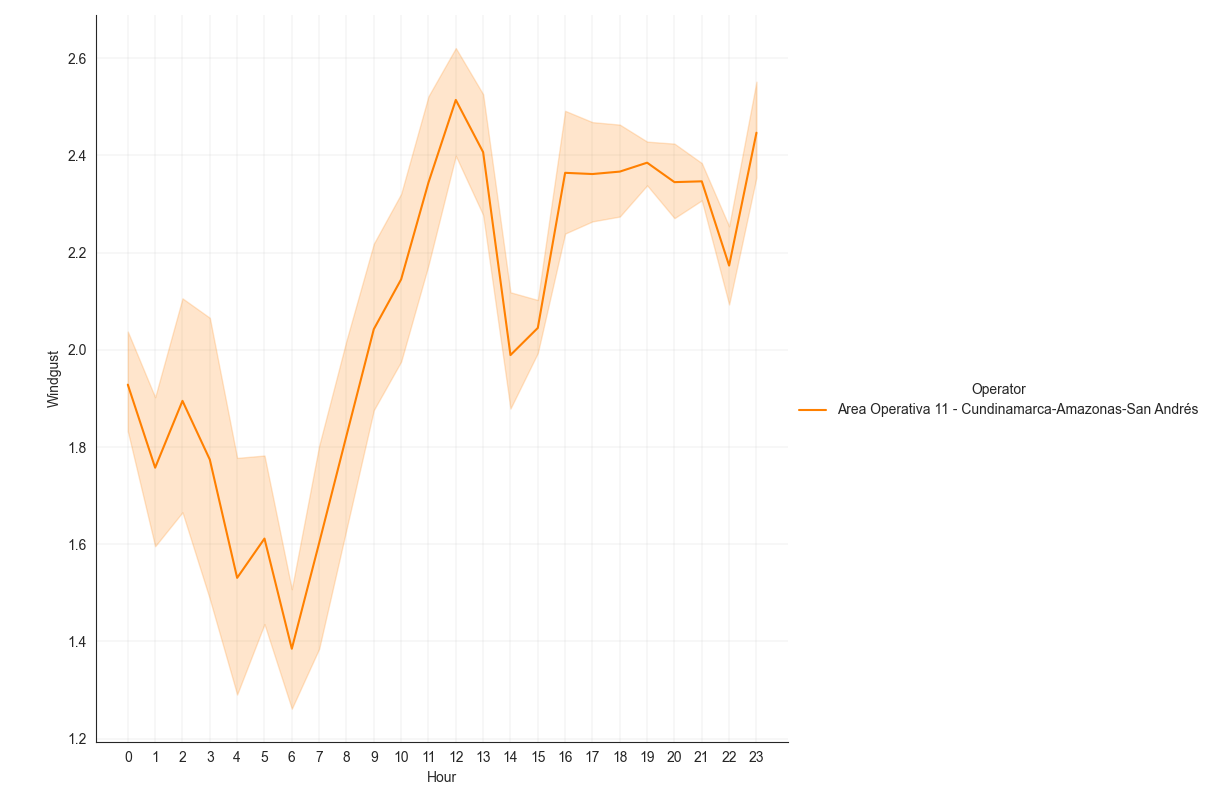 2.6
2.4
2.2
2.0
1.8
1.6
1.4
1.2
Windgust
0 1 2 3 4 5 6 7 8 9 10 11 12 13 14 15 16 17 18 19 20 21 22 23
Hour
Operator
Area Operativa 11 - Cundinamarca-Amazonas-San Andrés